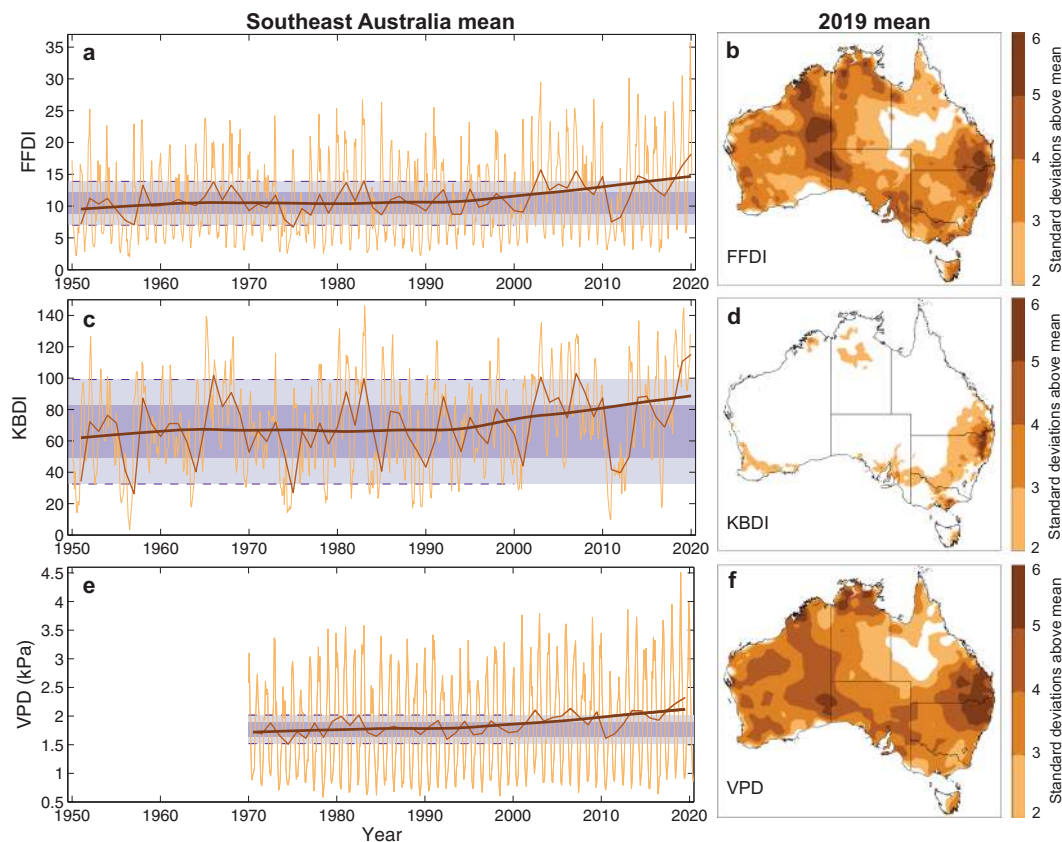 Southeast Australia mean
2019 mean
a
35
30
25
20
15
10
5
0
FFDI
1950 1960 1970 1980 1990 2000 2010 2020
b
FFDI
6
5
4
3
2
Standard deviations above mean
c
140
120
100
80
60
40
20
0
KBDI
1950 1960 1970 1980 1990 2000 2010 2020
d
KBDI
6
5
4
3
2
Standard deviations above mean
e
4.5
4
3.5
3
2.5
2
1.5
1
0.5
VPD (kPa)
1950 1960 1970 1980 1990 2000 2010 2020
Year
f
VPD
6
5
4
3
2
Standard deviations above mean